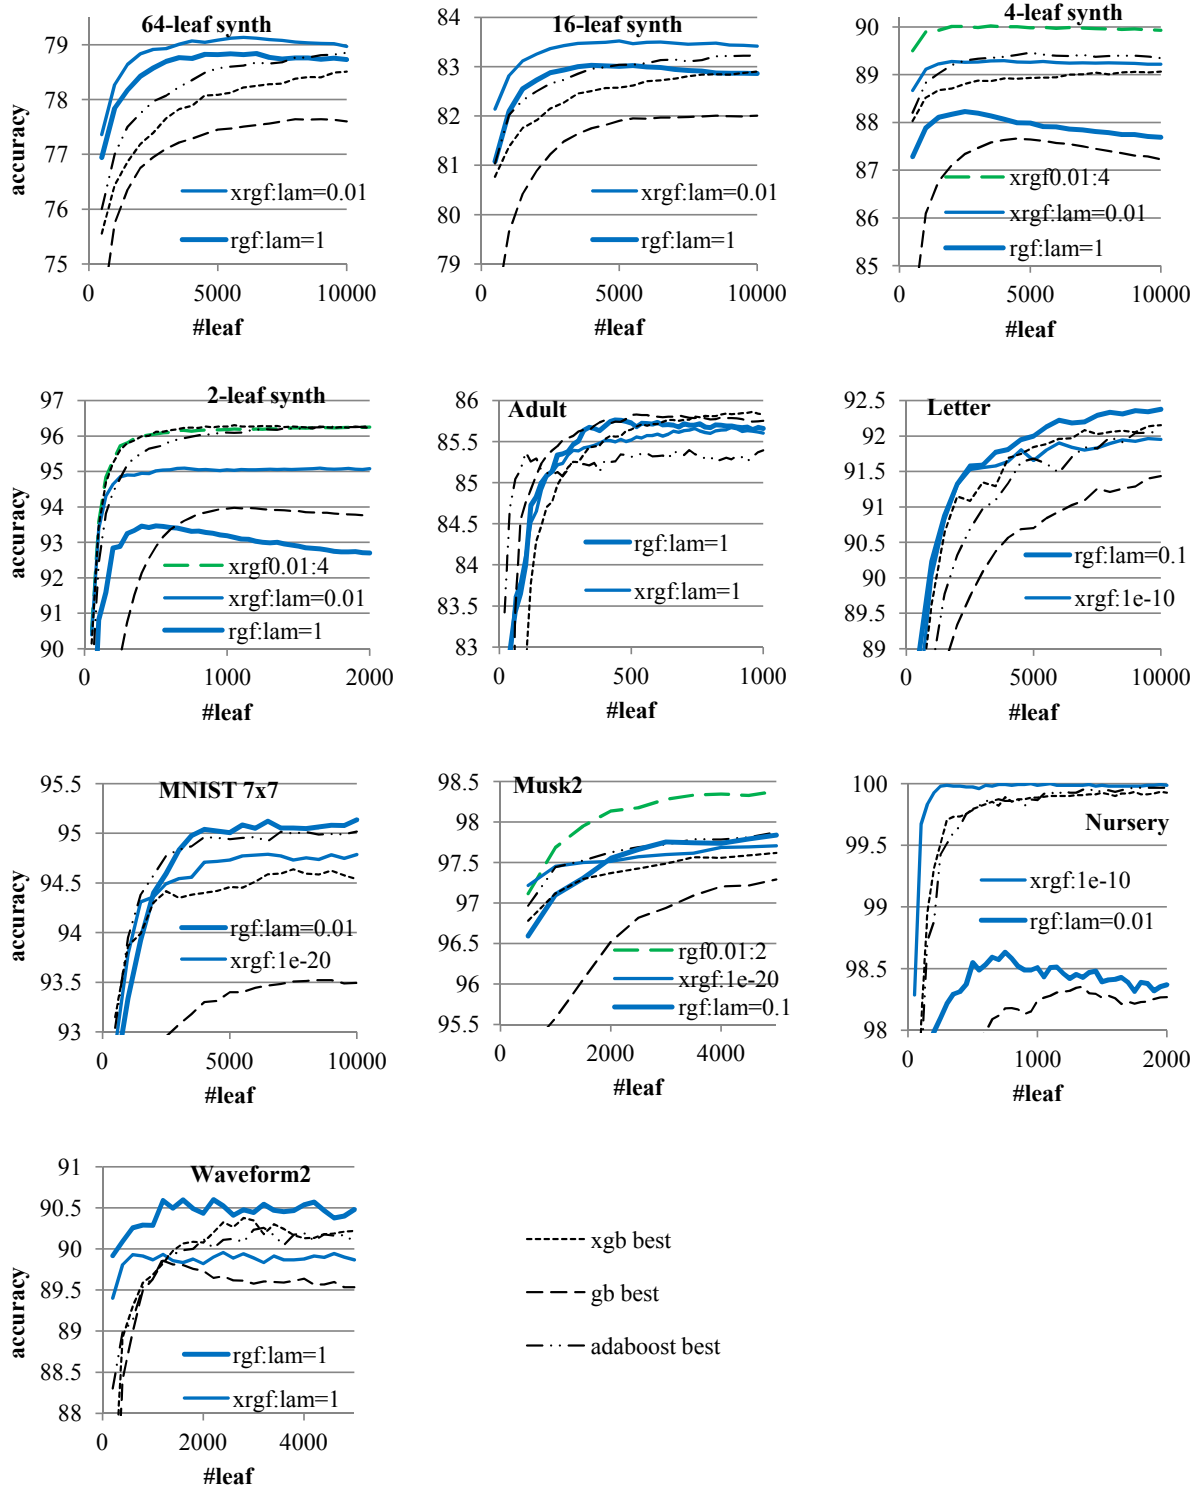 64-leaf synth
79
78
77
76
75
accuracy
xrgf:lam=0.01
rgf:lam=1
0
5000
10000
#leaf
16-leaf synth
84
83
82
81
80
79
xrgf:lam=0.01
rgf:lam=1
0
5000
10000
#leaf
4-leaf synth
90
89
88
87
86
85
xrgf0.01:4
xrgf:lam=0.01
rgf:lam=1
0
5000
10000
#leaf
2-leaf synth
97
96
95
94
93
92
91
90
accuracy
xrgf0.01:4
xrgf:lam=0.01
rgf:lam=1
0
1000
2000
#leaf
Adult
86
85.5
85
84.5
84
83.5
83
rgf:lam=1
xrgf:lam=1
0
500
1000
#leaf
Letter
92.5
92
91.5
91
90.5
90
89.5
89
rgf:lam=0.1
xrgf:1e-10
0
5000
10000
#leaf
MNIST 7x7
95.5
95
94.5
94
93.5
93
accuracy
rgf:lam=0.01
xrgf:1e-20
0
5000
10000
#leaf
Musk2
98.5
98
97.5
97
96.5
96
95.5
rgf0.01:2
xrgf:1e-20
rgf:lam=0.1
0
2000
4000
#leaf
Nursery
100
99.5
99
98.5
98
xrgf:1e-10
rgf:lam=0.01
0
1000
2000
#leaf
Waveform2
91
90.5
90
89.5
89
88.5
88
accuracy
rgf:lam=1
xrgf:lam=1
0
2000
4000
#leaf
xgb best
gb best
adaboost best